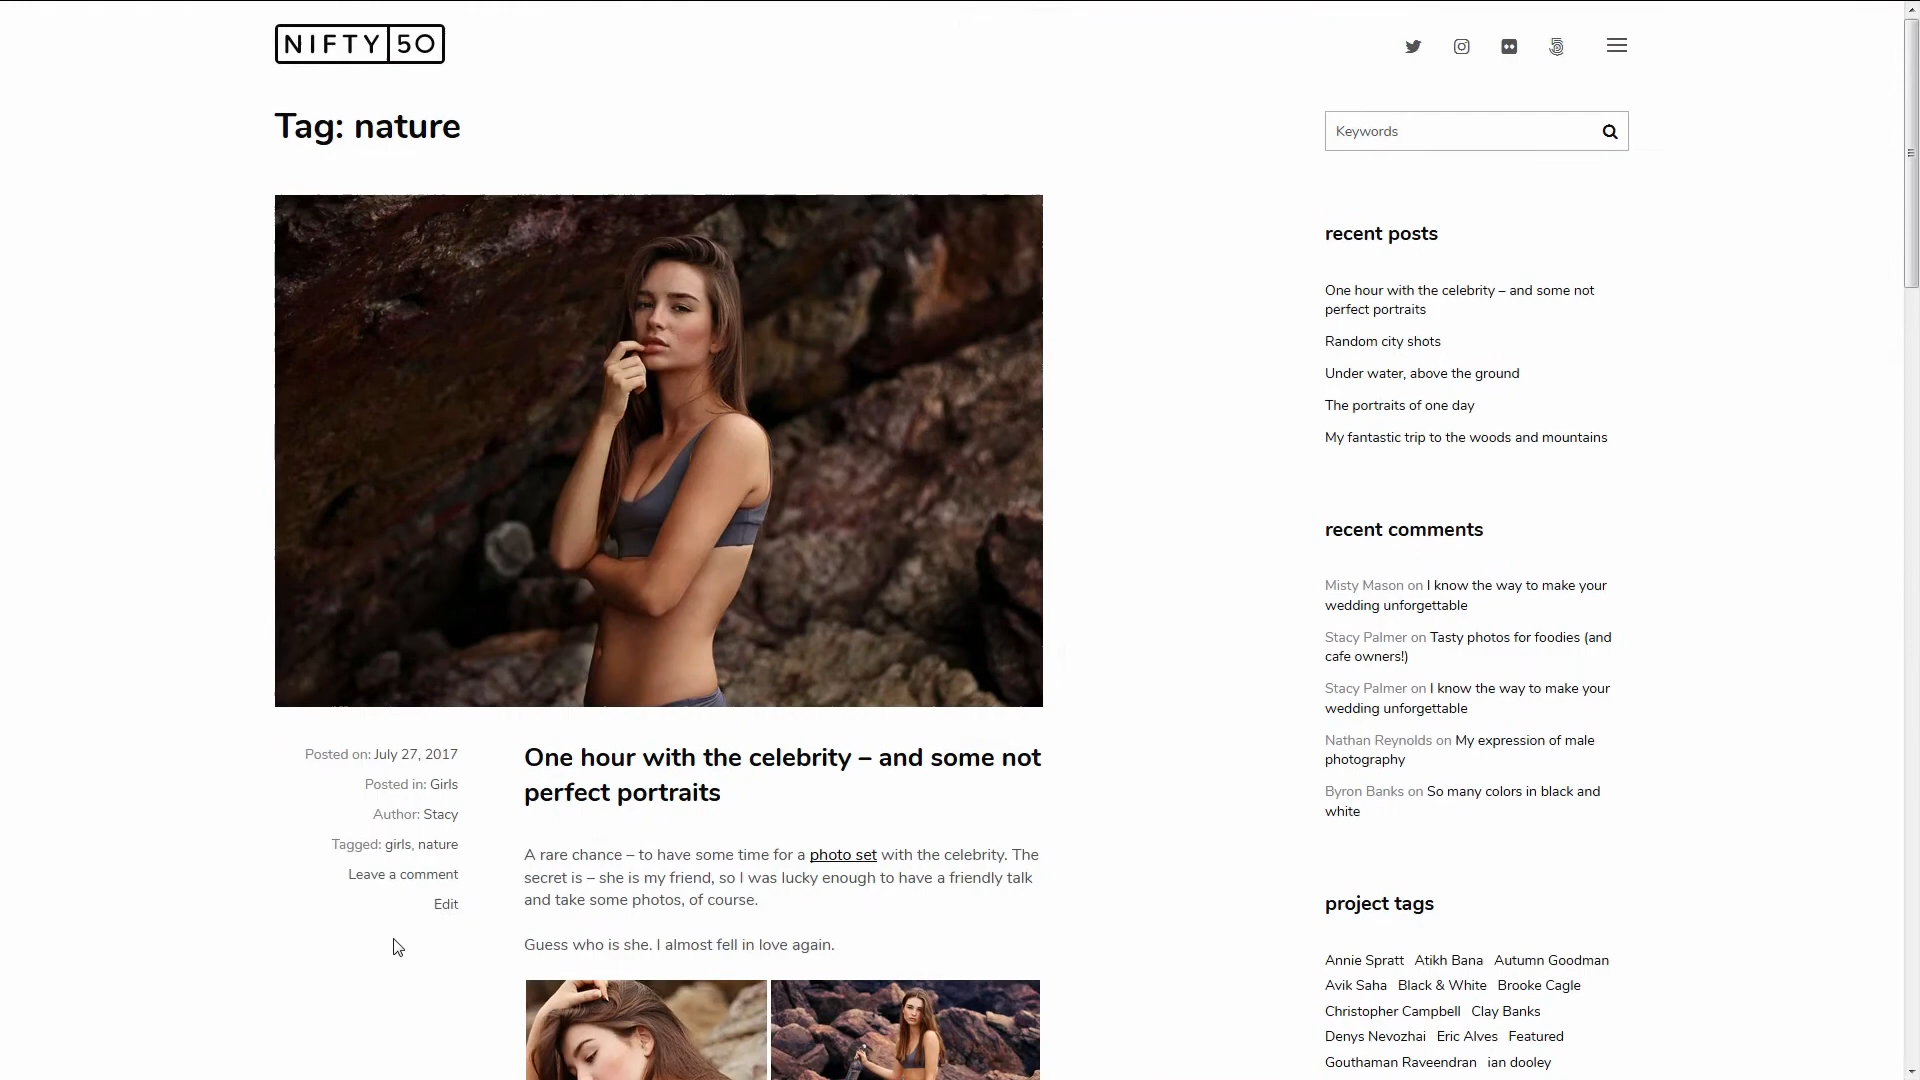 NIFTY 50
Tag: nature
Keywords
recent posts
One hour with the celebrity – and some not
perfect portraits
Random city shots
Under water, above the ground
The portraits of one day
My fantastic trip to the woods and mountains
recent comments
Misty Mason on I know the way to make your
wedding unforgettable
Stacy Palmer on Tasty photos for foodies (and
cafe owners!)
Stacy Palmer on I know the way to make your
wedding unforgettable
Nathan Reynolds on My expression of male
photography
Byron Banks on So many colors in black and
white
project tags
Annie Spratt Atikh Bana Autumn Goodman
Avik Saha Black & White Brooke Cagle
Christopher Campbell Clay Banks
Denys Nevozhai Eric Alves Featured
Gouthaman Raveendran ian dooley
Posted on: July 27, 2017
Posted in: Girls
Author: Stacy
Tagged: girls, nature
Leave a comment
Edit
One hour with the celebrity – and some not
perfect portraits
A rare chance – to have some time for a photo set with the celebrity. The
secret is – she is my friend, so I was lucky enough to have a friendly talk
and take some photos, of course.
Guess who is she. I almost fell in love again.